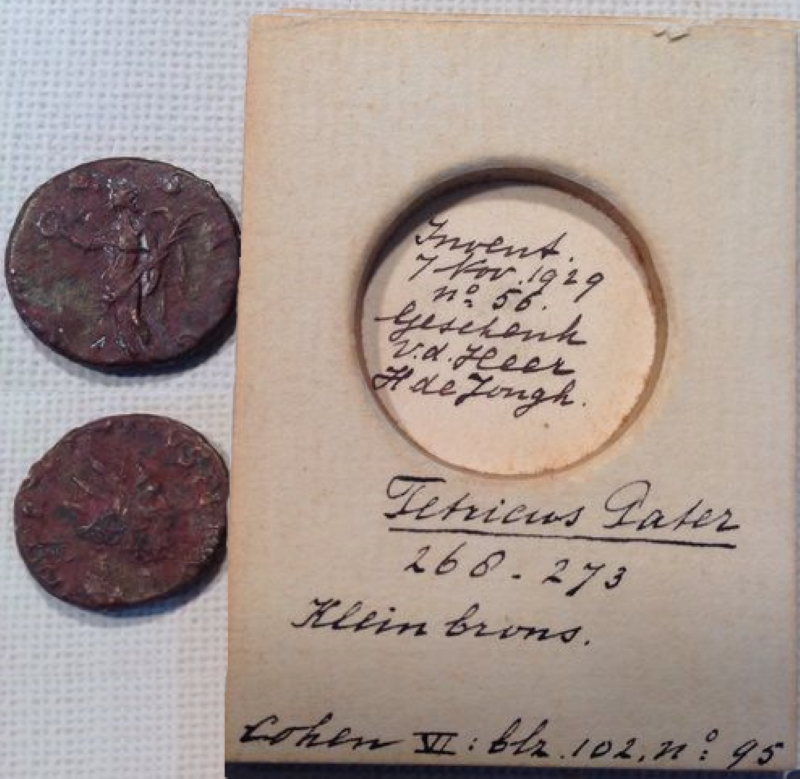 Invent.
7 Nov. 1929
nº 56.
Geschenk
v.d. Heer
H de Jongh.
Tetricus Pater
268 - 273
Klein brons.
Cohen VI: blz. 102, nº 95